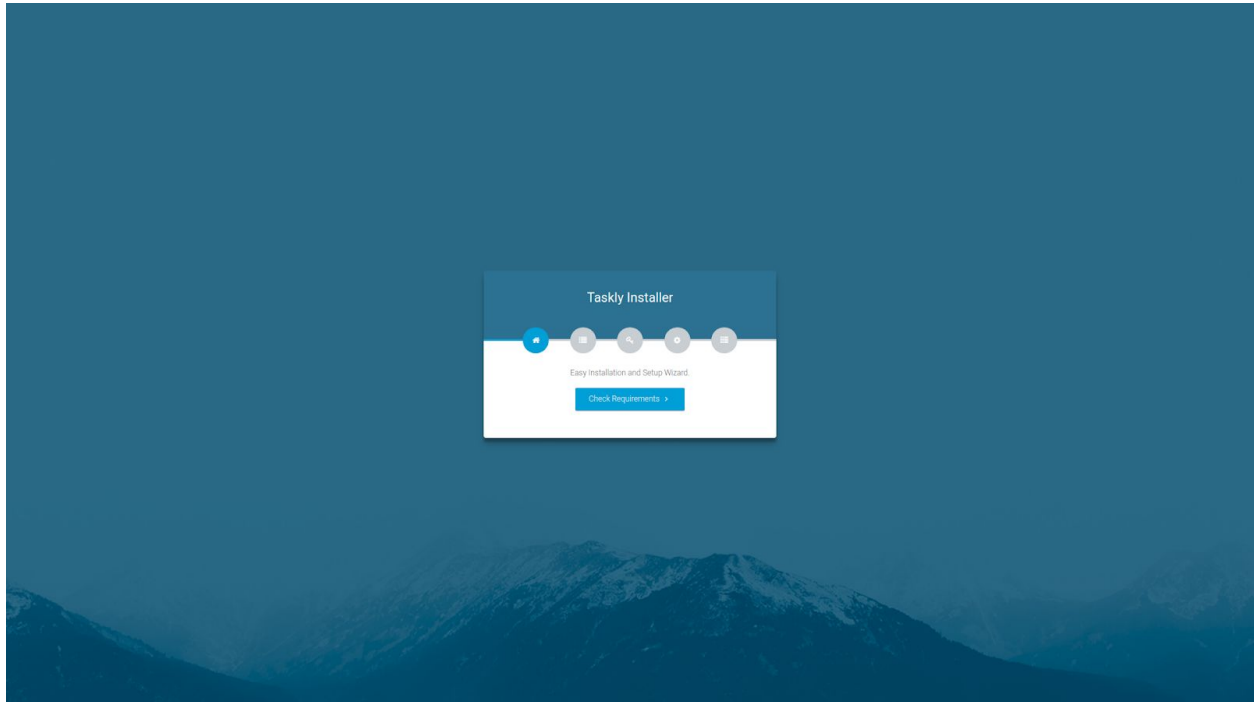 Taskly Installer
Easy Installation and Setup Wizard.
Check Requirements